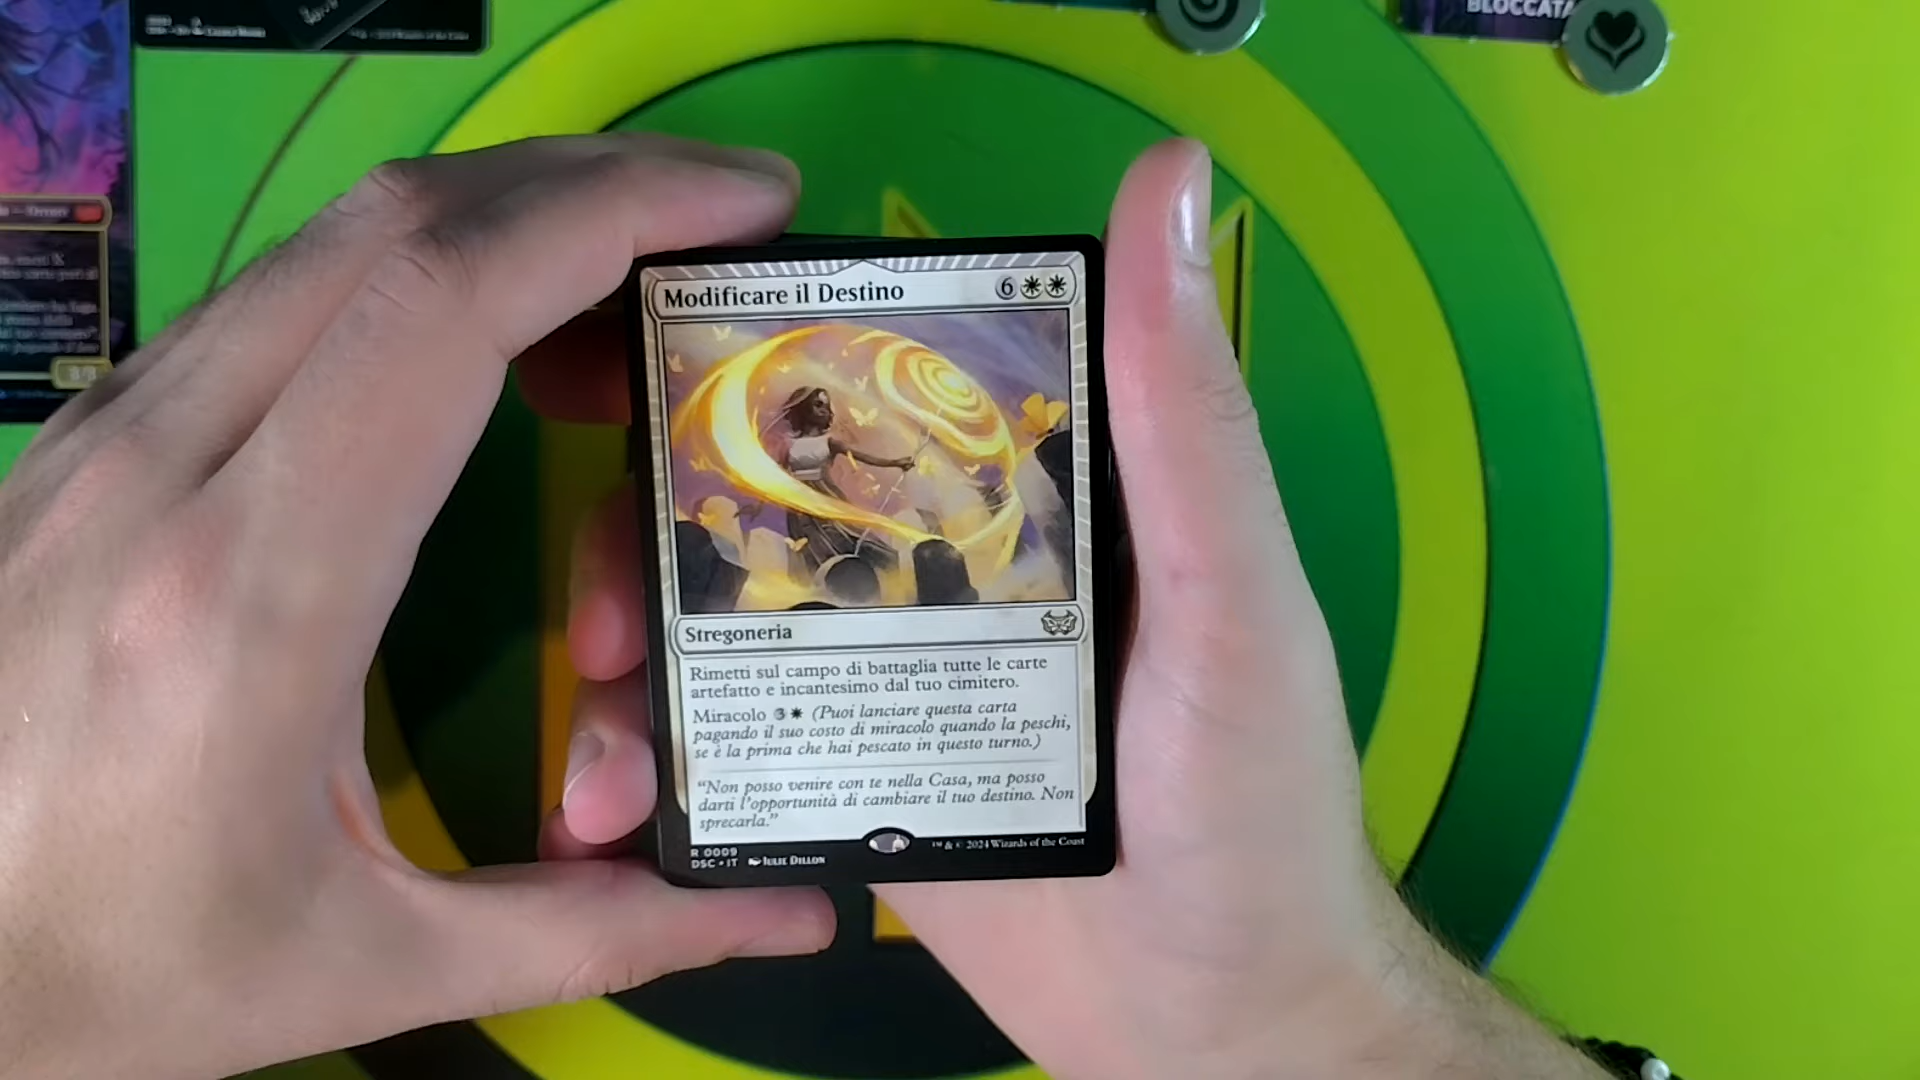 BLOCCATA
Modificare il Destino 6
Stregoneria
Rimetti sul campo di battaglia tutte le carte
artefatto e incantesimo dal tuo cimitero.
Miracolo 3 (Puoi lanciare questa carta
pagando il suo costo di miracolo quando la peschi,
se è la prima che hai pescato in questo turno.)
“Non posso venire con te nella Casa, ma posso
darti l’opportunità di cambiare il tuo destino. Non
sprecarla.”
R 0009
DSC • IT JULIE DILLON
™ & © 2024 Wizards of the Coast